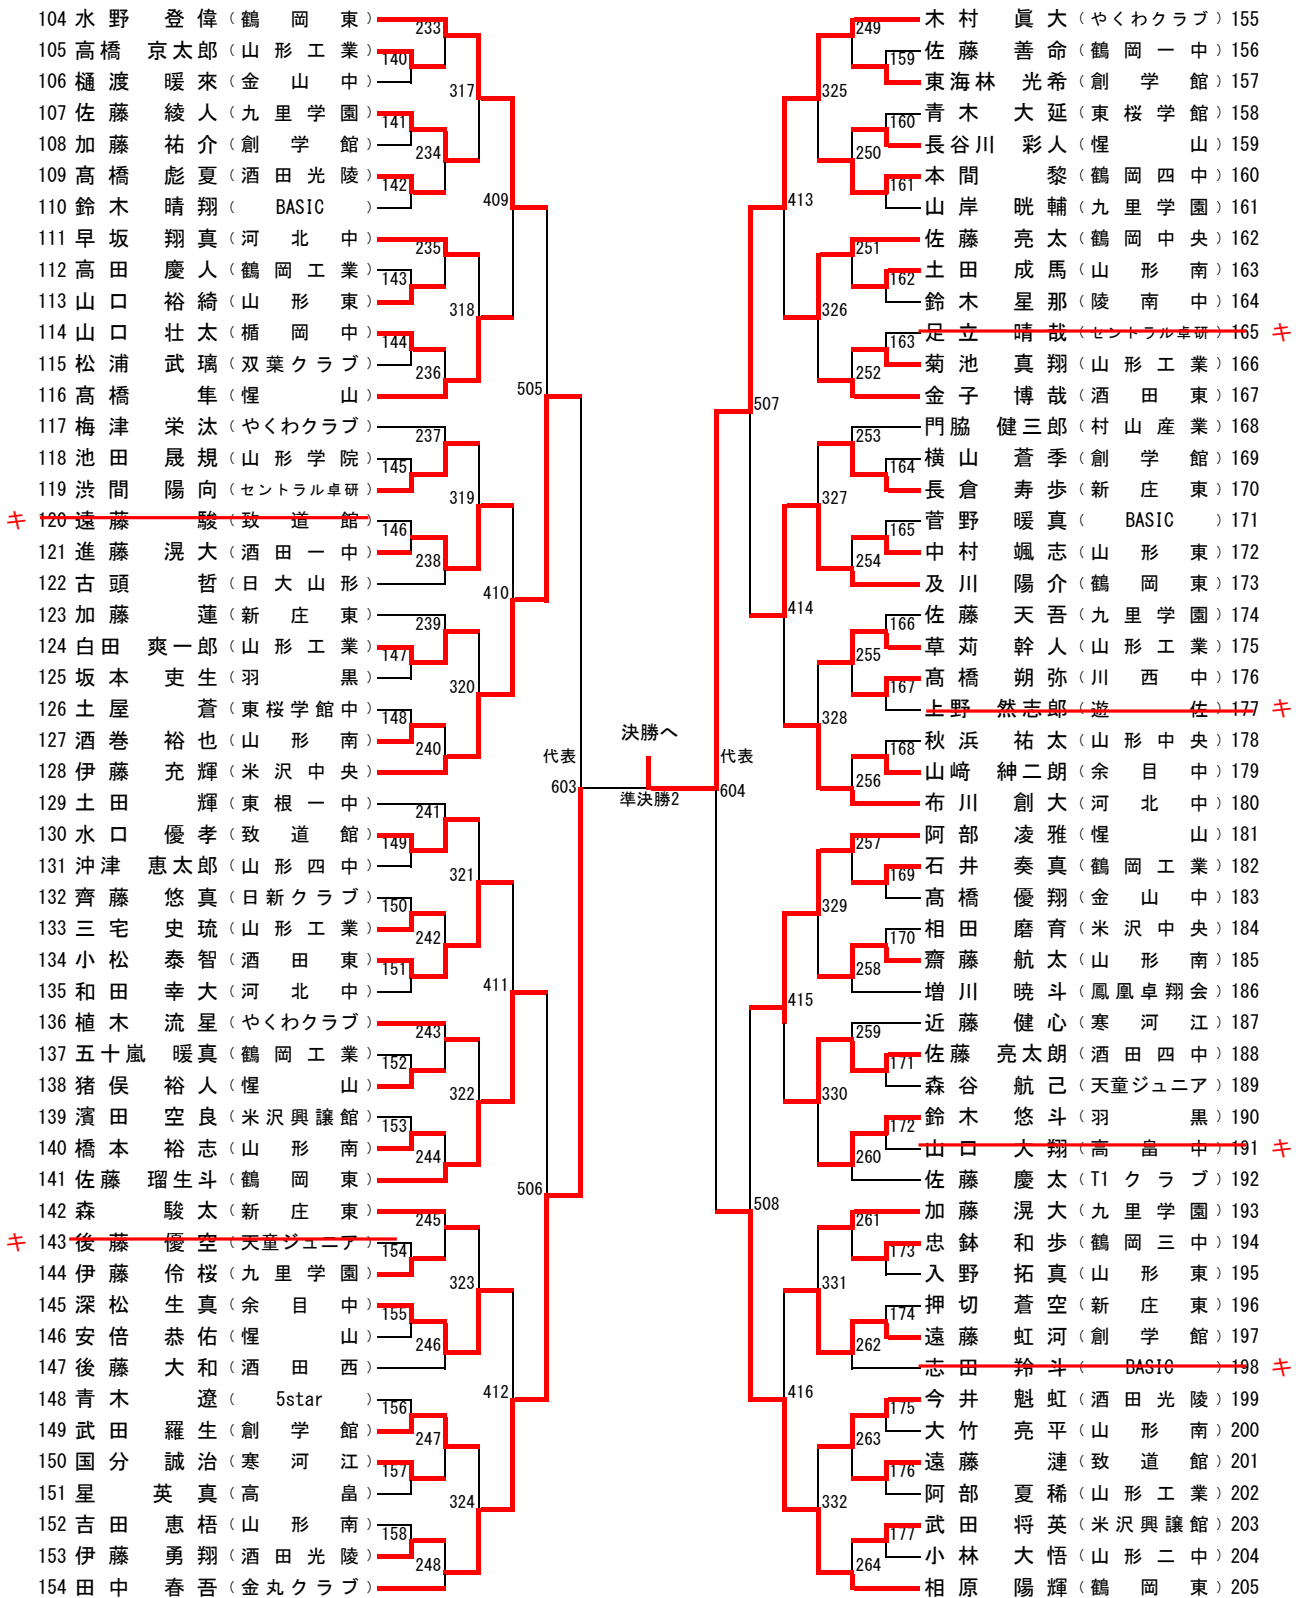 104 水野 登偉 (鶴岡東)
105 高橋 京太郎 (山形工業)
106 樋渡 暖來 (金山中)
107 佐藤 綾人 (九里学園)
108 加藤 祐介 (創学館)
109 髙橋 彪夏 (酒田光陵)
110 鈴木 晴翔 (BASIC)
111 早坂 翔真 (河北中)
112 高田 慶人 (鶴岡工業)
113 山口 裕綺 (山形東)
114 山口 壮太 (楯岡中)
115 松浦 武璃 (双葉クラブ)
116 髙橋 隼 (惺山)
117 梅津 栄汰 (やくわクラブ)
118 池田 晟規 (山形学院)
119 渋間 陽向 (セントラル卓研)
キ 120 遠藤 駿 (致道館)
121 進藤 滉大 (酒田一中)
122 古頭 哲 (日大山形)
123 加藤 蓮 (新庄東)
124 白田 爽一郎 (山形工業)
125 坂本 吏生 (羽黒)
126 土屋 蒼 (東桜学館中)
127 酒巻 裕也 (山形南)
128 伊藤 充輝 (米沢中央)
129 土田 輝 (東根一中)
130 水口 優孝 (致道館)
131 沖津 恵太郎 (山形四中)
132 齊藤 悠真 (日新クラブ)
133 三宅 史琉 (山形工業)
134 小松 泰智 (酒田東)
135 和田 幸大 (河北中)
136 植木 流星 (やくわクラブ)
137 五十嵐 暖真 (鶴岡工業)
138 猪俣 裕人 (惺山)
139 濱田 空良 (米沢興譲館)
140 橋本 裕志 (山形南)
141 佐藤 瑠生斗 (鶴岡東)
142 森 駿太 (新庄東)
キ 143 後藤 優空 (天童ジュニア)
144 伊藤 伶桜 (九里学園)
145 深松 生真 (余目中)
146 安倍 恭佑 (惺山)
147 後藤 大和 (酒田西)
148 青木 遼 (5star)
149 武田 羅生 (創学館)
150 国分 誠治 (寒河江)
151 星 英真 (高畠)
152 吉田 恵梧 (山形南)
153 伊藤 勇翔 (酒田光陵)
154 田中 春吾 (金丸クラブ)
233
140
317
141
234
142
409
235
143
318
144
236
505
237
145
319
146
238
410
239
147
320
148
240
代表
603
241
149
321
150
242
151
411
243
152
322
153
244
506
245
154
323
155
246
412
156
247
157
324
158
248
決勝へ
準決勝2
249
159
325
160
250
161
413
251
162
326
163
252
507
253
164
327
165
254
414
166
255
167
328
168
256
代表
604
257
169
329
170
258
415
259
171
330
172
260
508
261
173
331
174
262
416
175
263
176
332
177
264
木村 眞大 (やくわクラブ) 155
佐藤 善命 (鶴岡一中) 156
東海林 光希 (創学館) 157
青木 大延 (東桜学館) 158
長谷川 彩人 (惺山) 159
本間 黎 (鶴岡四中) 160
山岸 晄輔 (九里学園) 161
佐藤 亮太 (鶴岡中央) 162
土田 成馬 (山形南) 163
鈴木 星那 (陵南中) 164
足立 晴哉 (セントラル卓研) 165 キ
菊池 真翔 (山形工業) 166
金子 博哉 (酒田東) 167
門脇 健三郎 (村山産業) 168
横山 蒼季 (創学館) 169
長倉 寿歩 (新庄東) 170
菅野 暖真 (BASIC) 171
中村 颯志 (山形東) 172
及川 陽介 (鶴岡東) 173
佐藤 天吾 (九里学園) 174
草苅 幹人 (山形工業) 175
髙橋 朔弥 (川西中) 176
上野 然志郎 (遊佐) 177 キ
秋浜 祐太 (山形中央) 178
山﨑 紳二朗 (余目中) 179
布川 創大 (河北中) 180
阿部 凌雅 (惺山) 181
石井 奏真 (鶴岡工業) 182
髙橋 優翔 (金山中) 183
相田 磨育 (米沢中央) 184
齋藤 航太 (山形南) 185
増川 暁斗 (鳳凰卓翔会) 186
近藤 健心 (寒河江) 187
佐藤 亮太朗 (酒田四中) 188
森谷 航己 (天童ジュニア) 189
鈴木 悠斗 (羽黒) 190
山口 大翔 (高畠中) 191 キ
佐藤 慶太 (T1クラブ) 192
加藤 滉大 (九里学園) 193
忠鉢 和歩 (鶴岡三中) 194
入野 拓真 (山形東) 195
押切 蒼空 (新庄東) 196
遠藤 虹河 (創学館) 197
志田 羚斗 (BASIC) 198 キ
今井 魁虹 (酒田光陵) 199
大竹 亮平 (山形南) 200
遠藤 漣 (致道館) 201
阿部 夏稀 (山形工業) 202
武田 将英 (米沢興譲館) 203
小林 大悟 (山形二中) 204
相原 陽輝 (鶴岡東) 205